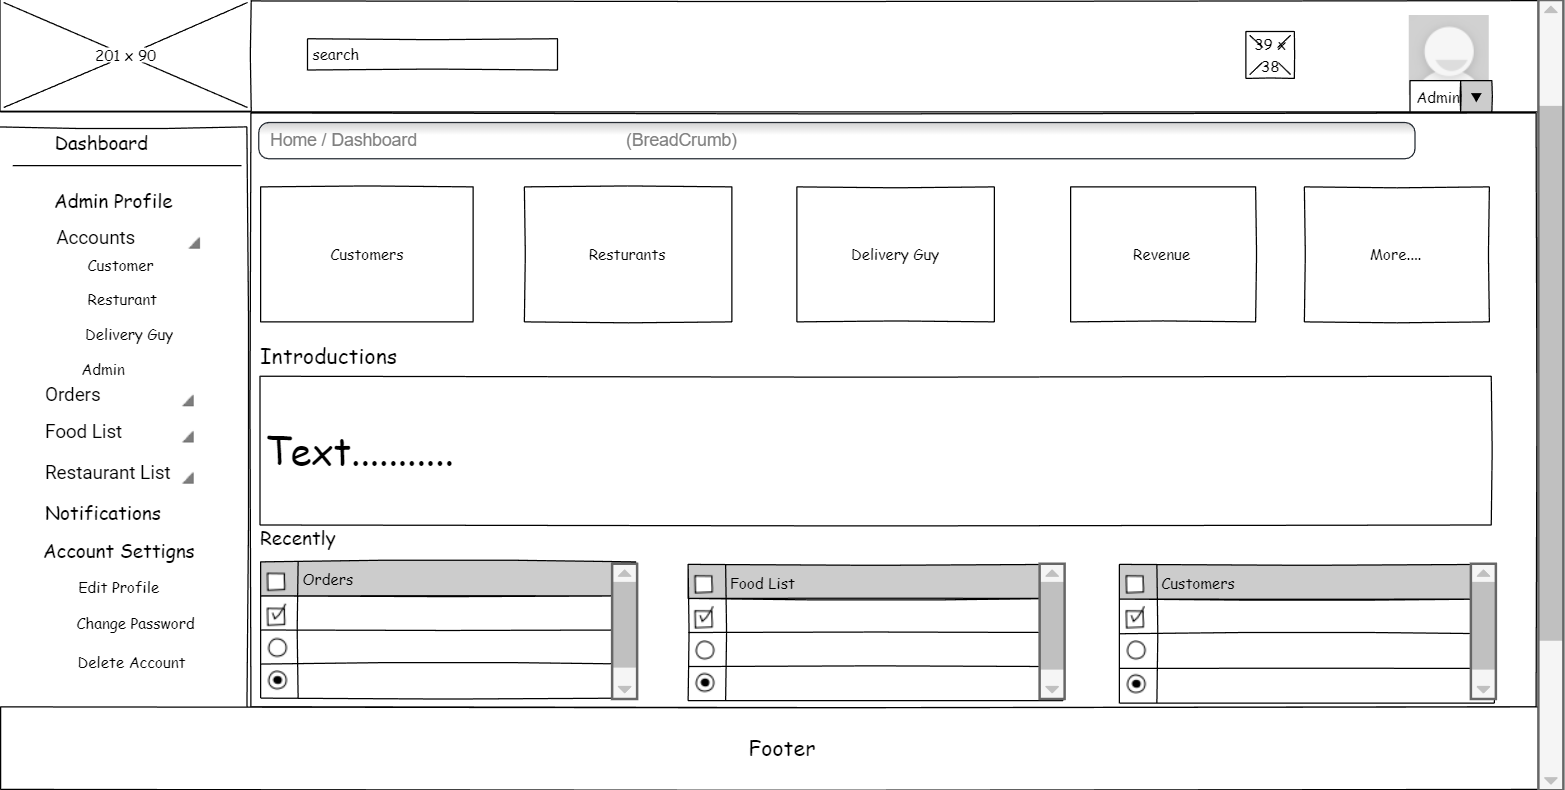 201 x 90
search
39 x
38
Admin
Dashboard
Admin Profile
Accounts
Customer
Resturant
Delivery Guy
Admin
Orders
Food List
Restaurant List
Notifications
Account Settigns
Edit Profile
Change Password
Delete Account
Home / Dashboard (BreadCrumb)
Customers
Resturants
Delivery Guy
Revenue
More....
Introductions
Text...........
Recently
Orders
Food List
Customers
Footer